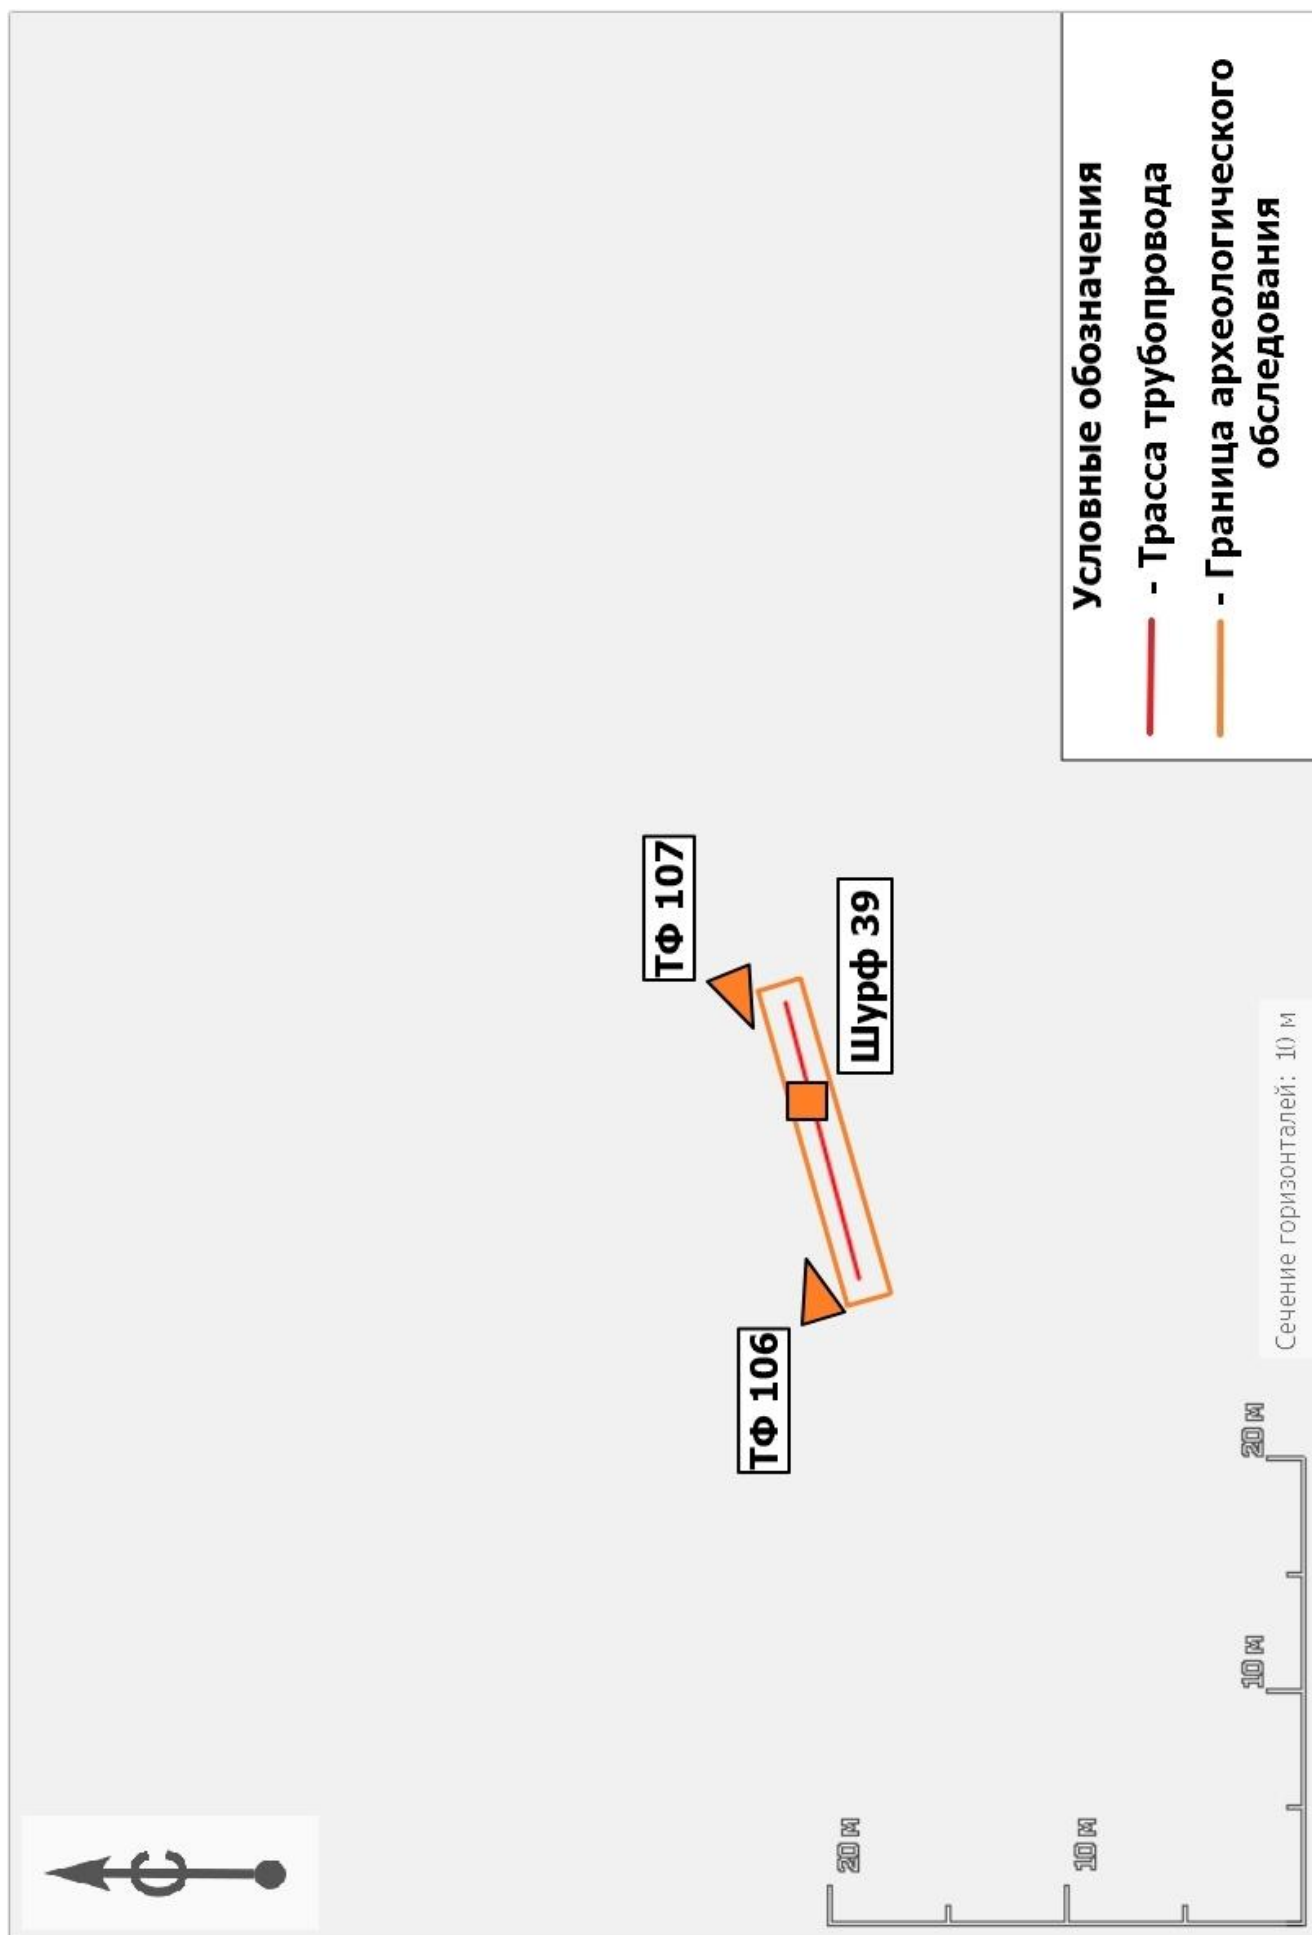 С
ТФ 107
ТФ 106
Шурф 39
20 м
10 м
10 м
20 м
Сечение горизонталей: 10 м
Условные обозначения
- Трасса трубопровода
- Граница археологического
обследования